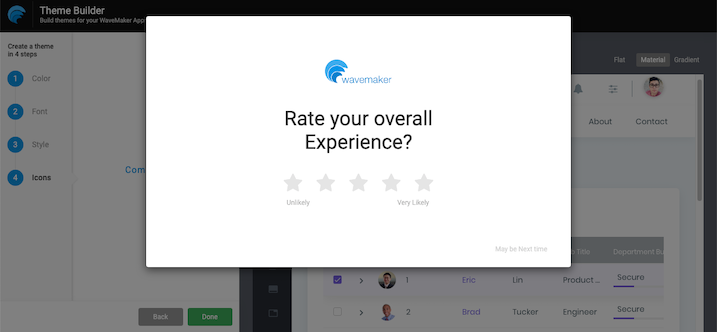 Theme Builder
Build themes for your WaveMaker App
Create a theme
in 4 steps
1 Color
2 Font
3 Style
4 Icons
Com
Back
Done
wavemaker
Rate your overall
Experience?
Unlikely
Very Likely
May be Next time
Flat
Material
Gradient
About
Contact
Title
Department Bu
1 Eric Lin Product ... Secure
2 Brod Tucker Engineer Secure